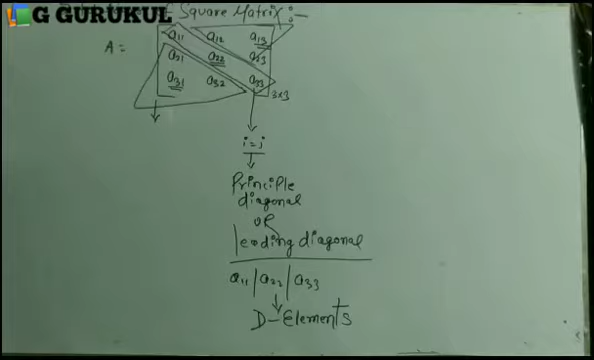 G GURUKUL
Square Matrix :-
A =
a11 a12 a13
a21 a22 a23
a31 a32 a33
3×3
i=j
Principle
diagonal
OR
leading diagonal
a11 | a22 | a33
D-Elements